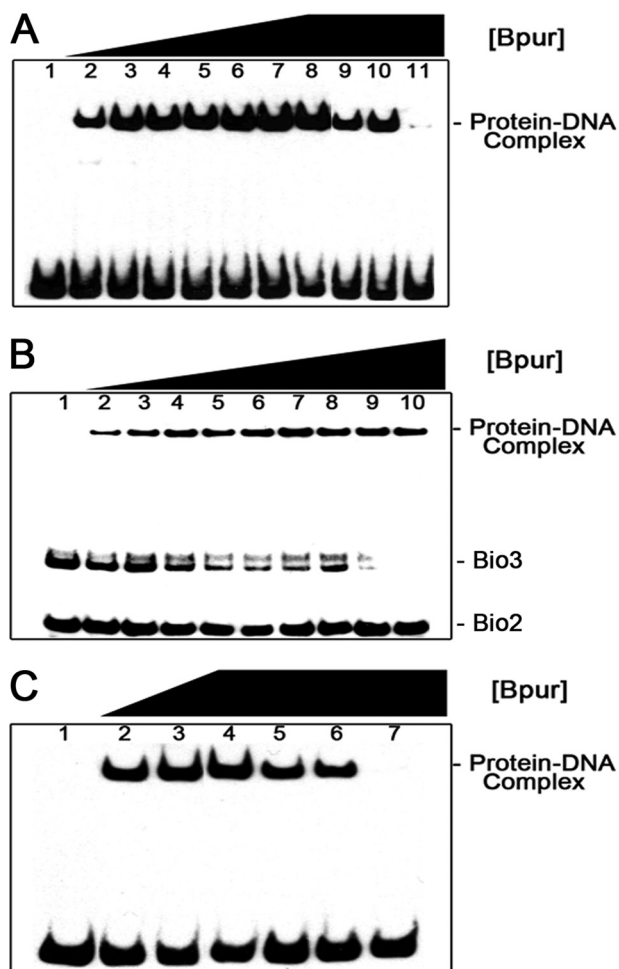 A
[Bpur]
1 2 3 4 5 6 7 8 9 10 11
- Protein-DNA
Complex
B
[Bpur]
1 2 3 4 5 6 7 8 9 10
- Protein-DNA
Complex
- Bio3
- Bio2
C
[Bpur]
1 2 3 4 5 6 7
- Protein-DNA
Complex